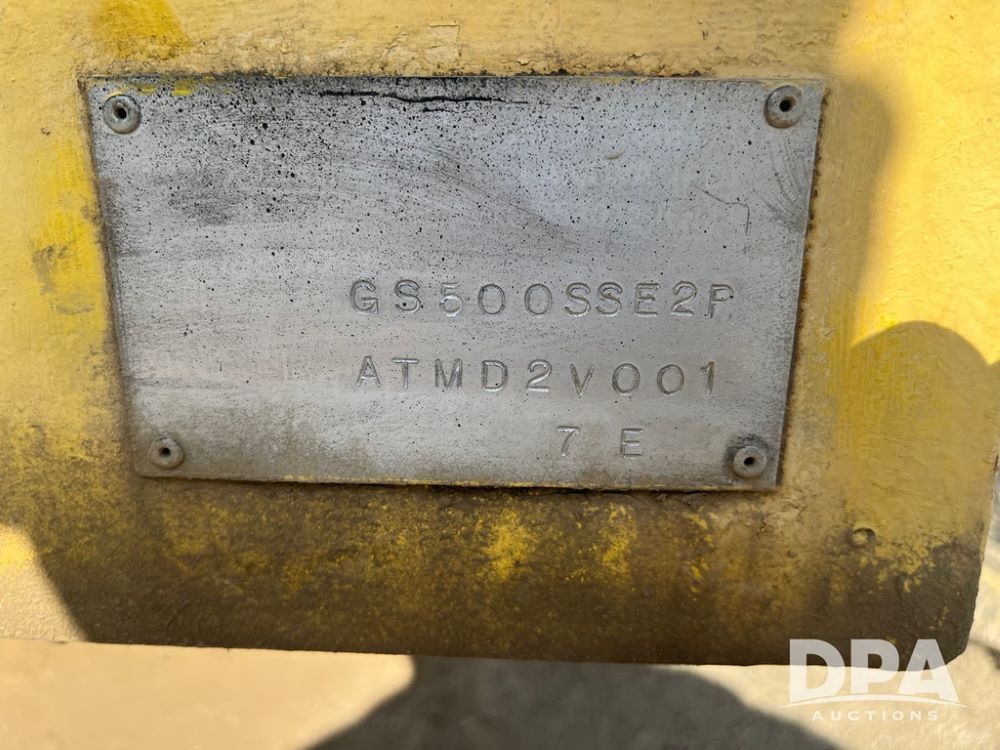 GS500SSE2P
ATMD2V001
7 E
DPA
AUCTIONS